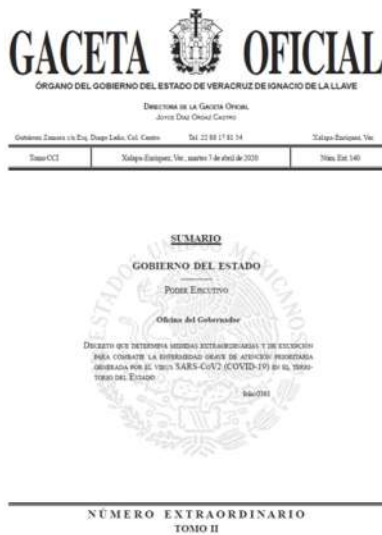 GACETA OFICIAL
ÓRGANO DEL GOBIERNO DEL ESTADO DE VERACRUZ DE IGNACIO DE LA LLAVE
DIRECTORA DE LA GACETA OFICIAL
JOYCE DÍAZ ORDAZ CASTRO
Gutiérrez Zamora s/n Esq. Diego Leño, Col. Centro Tel. 22 88 17 81 54 Xalapa-Enríquez, Ver.
Tomo CCI Xalapa-Enríquez, Ver., martes 7 de abril de 2020 Núm. Ext. 140
SUMARIO
GOBIERNO DEL ESTADO
PODER EJECUTIVO
Oficina del Gobernador
DECRETO QUE DETERMINA MEDIDAS EXTRAORDINARIAS Y DE EXCEPCIÓN
PARA COMBATIR LA ENFERMEDAD GRAVE DE ATENCIÓN PRIORITARIA
GENERADA POR EL VIRUS SARS-CoV2 (COVID-19) EN EL TERRI-
TORIO DEL ESTADO.
ESTADOS UNIDOS MEXICANOS
NÚMERO EXTRAORDINARIO
TOMO II